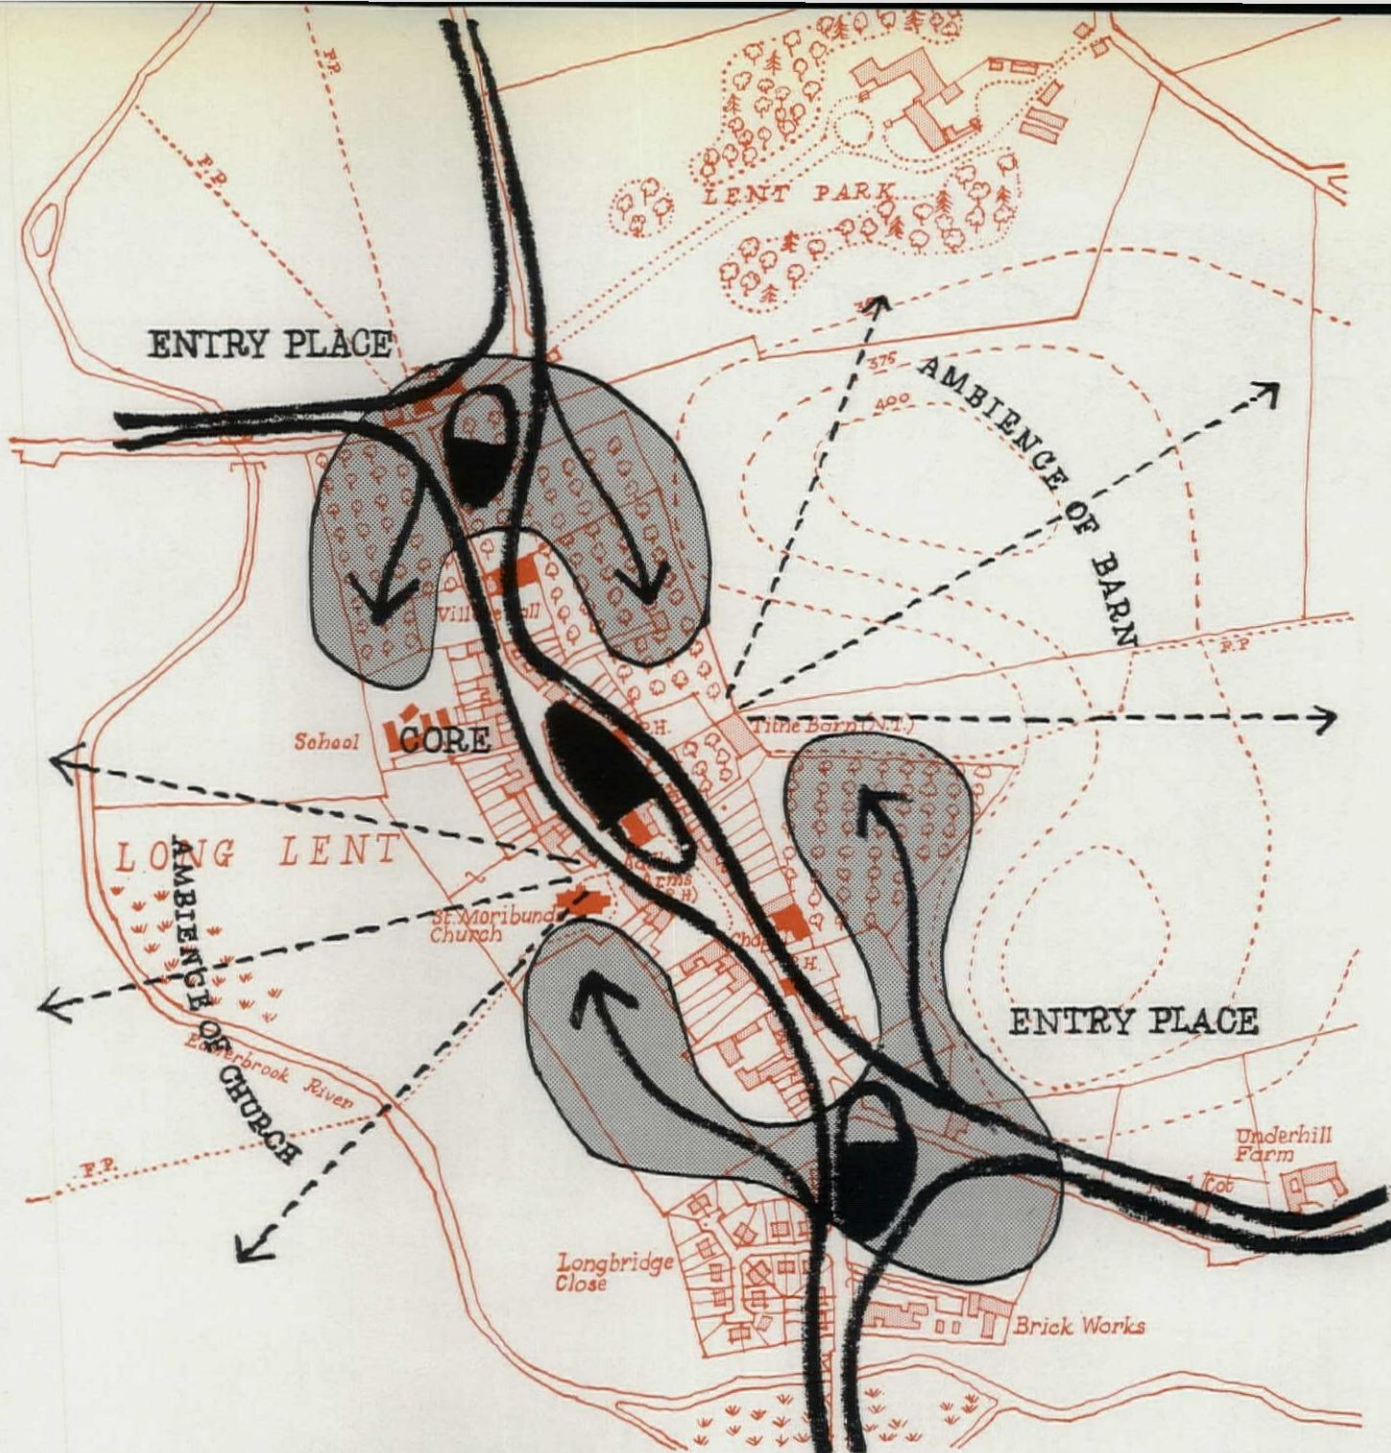 F.P.
F.P.
LENT PARK
ENTRY PLACE
375
400
AMBIENCE OF BARN
F.P.
School
CORE
P.H.
Tithe Barn (N.T.)
LONG LENT
AMBIENCE OF CHURCH
Arms
(P.H)
St. Moribund's
Church
P.H.
ENTRY PLACE
River
F.P.
Underhill
Farm
Longbridge
Close
Brick Works